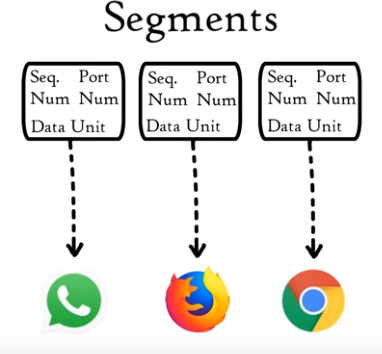 Segments
Seq. Port
Num Num
Data Unit
Seq. Port
Num Num
Data Unit
Seq. Port
Num Num
Data Unit